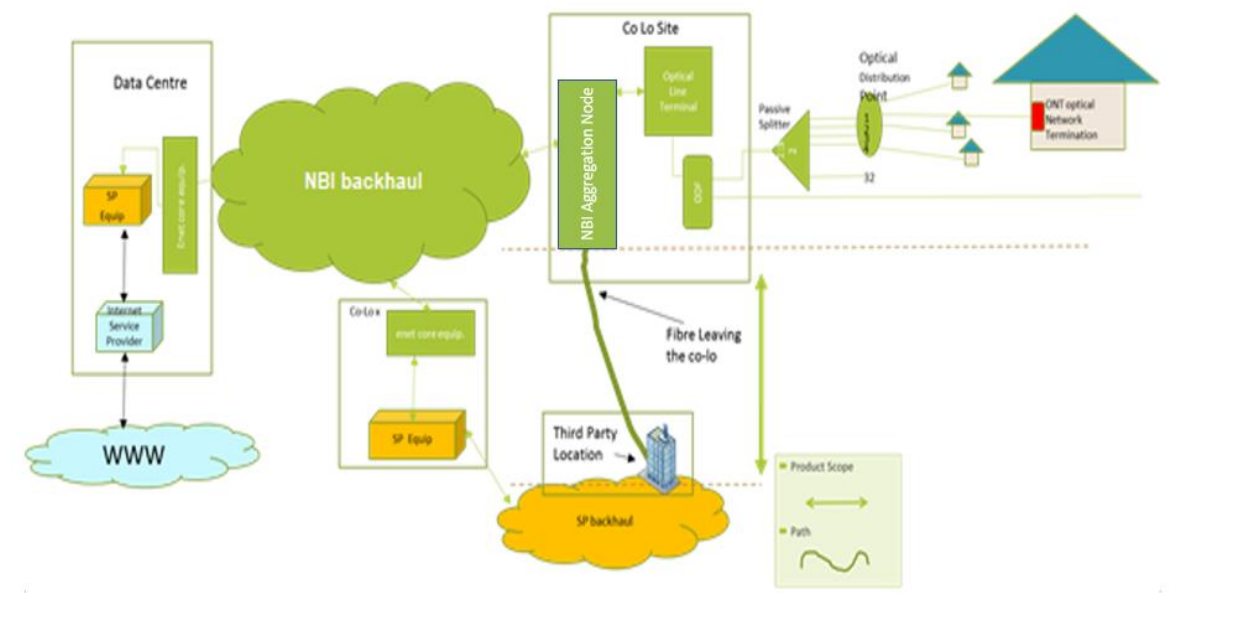 Co Lo Site
Data Centre
Optical
Line
Terminal
NBI Aggregation Node
Optical
Distribution
Point
Passive
Splitter
2
32
ONT optical
Network
Termination
ODF
NBI backhaul
SP
Equip
Enet core equip.
Internet
Service
Provider
WWW
Co-Lo x
enet core equip.
SP Equip
Fibre Leaving
the co-lo
Third Party
Location
SP backhaul
Product Scope
Path